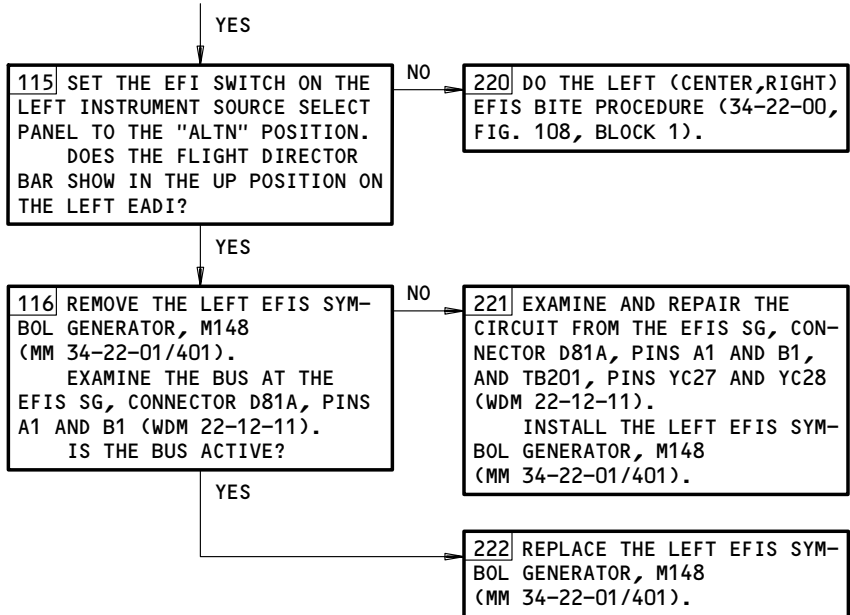 YES
115 SET THE EFI SWITCH ON THE
LEFT INSTRUMENT SOURCE SELECT
PANEL TO THE "ALTN" POSITION.
DOES THE FLIGHT DIRECTOR
BAR SHOW IN THE UP POSITION ON
THE LEFT EADI?
NO
220 DO THE LEFT (CENTER,RIGHT)
EFIS BITE PROCEDURE (34-22-00,
FIG. 108, BLOCK 1).
YES
116 REMOVE THE LEFT EFIS SYM-
BOL GENERATOR, M148
(MM 34-22-01/401).
EXAMINE THE BUS AT THE
EFIS SG, CONNECTOR D81A, PINS
A1 AND B1 (WDM 22-12-11).
IS THE BUS ACTIVE?
NO
221 EXAMINE AND REPAIR THE
CIRCUIT FROM THE EFIS SG, CON-
NECTOR D81A, PINS A1 AND B1,
AND TB201, PINS YC27 AND YC28
(WDM 22-12-11).
INSTALL THE LEFT EFIS SYM-
BOL GENERATOR, M148
(MM 34-22-01/401).
YES
222 REPLACE THE LEFT EFIS SYM-
BOL GENERATOR, M148
(MM 34-22-01/401).